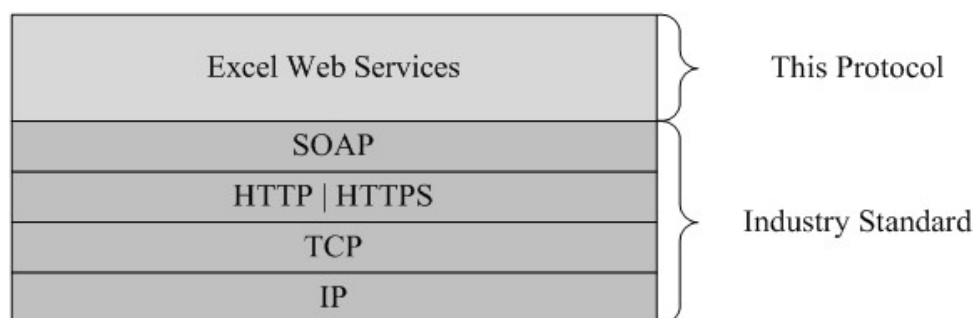 Excel Web Services
This Protocol
SOAP
HTTP | HTTPS
TCP
IP
Industry Standard